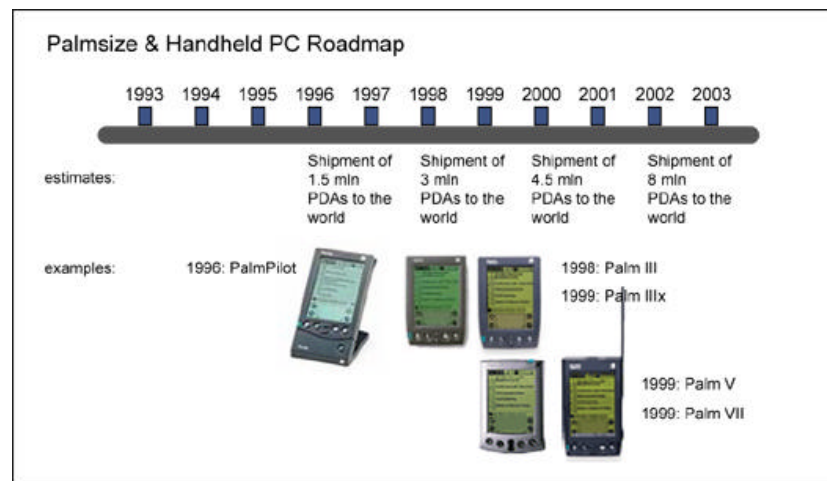 Palmsize & Handheld PC Roadmap
1993 1994 1995 1996 1997 1998 1999 2000 2001 2002 2003
estimates:
Shipment of
1.5 mln
PDAs to the
world
Shipment of
3 mln
PDAs to the
world
Shipment of
4.5 mln
PDAs to the
world
Shipment of
8 mln
PDAs to the
world
examples:
1996: PalmPilot
1998: Palm III
1999: Palm IIIx
1999: Palm V
1999: Palm VII